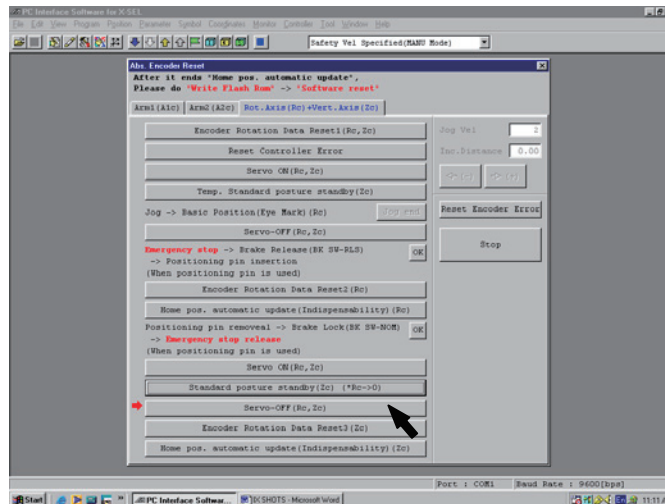 PC Interface Software for X-SEL
File Edit View Program Position Parameter Symbol Coordinates Monitor Controller Tool Window Help
Safety Vel Specified(MANU Mode)
Abs. Encoder Reset
After it ends "Home pos. automatic update",
Please do "Write Flash Rom" -> "Software reset"
Arm1(A1c) Arm2(A2c) Rot.Axis(Rc)+Vert.Axis(Zc)
Encoder Rotation Data Reset1(Rc,Zc)
Reset Controller Error
Servo ON(Rc,Zc)
Temp. Standard posture standby(Zc)
Jog -> Basic Position(Eye Mark)(Rc) Jog end
Servo-OFF(Rc,Zc)
Emergency stop -> Brake Release(BK SW-RLS)
-> Positioning pin insertion
(When positioning pin is used)
OK
Encoder Rotation Data Reset2(Rc)
Home pos. automatic update(Indispensability)(Rc)
Positioning pin removeal -> Brake Lock(BK SW-NOM)
-> Emergency stop release
(When positioning pin is used)
OK
Servo ON(Rc,Zc)
Standard posture standby(Zc) (*Rc->0)
Servo-OFF(Rc,Zc)
Encoder Rotation Data Reset3(Zc)
Home pos. automatic update(Indispensability)(Zc)
Jog Vel 2
Inc.Distance 0.00
Reset Encoder Error
Stop
Port : COM1 Baud Rate : 9600[bps]
Start
PC Interface Softwar...
IX SHOTS - Microsoft Word
11:11 A